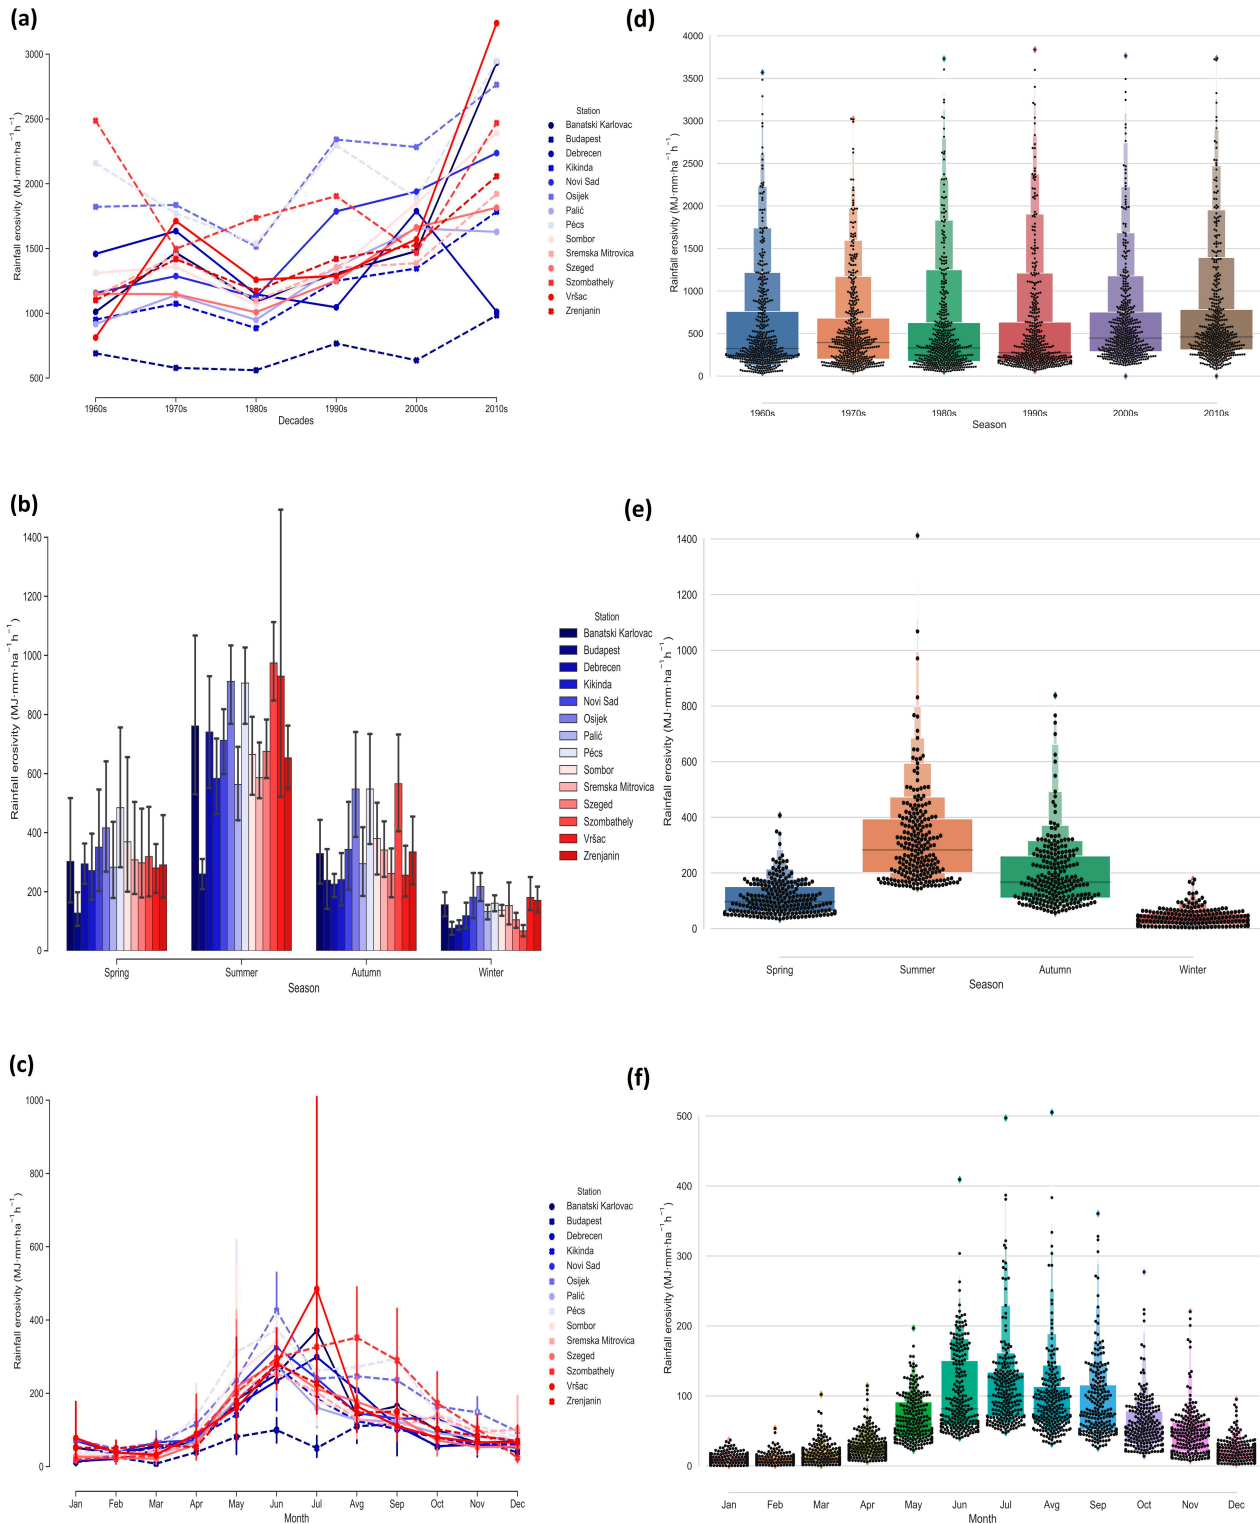 (a)
Rainfall erosivity (MJ·mm·ha⁻¹h⁻¹)
3000
2500
2000
1500
1000
500
1960s 1970s 1980s 1990s 2000s 2010s
Decades
Station
Banatski Karlovac
Budapest
Debrecen
Kikinda
Novi Sad
Osijek
Palić
Pécs
Sombor
Sremska Mitrovica
Szeged
Szombathely
Vršac
Zrenjanin
(d)
Rainfall erosivity (MJ·mm·ha⁻¹h⁻¹)
4000
3500
3000
2500
2000
1500
1000
500
0
1960s 1970s 1980s 1990s 2000s 2010s
Season
(b)
Rainfall erosivity (MJ·mm·ha⁻¹h⁻¹)
1400
1200
1000
800
600
400
200
0
Spring Summer Autumn Winter
Season
Station
Banatski Karlovac
Budapest
Debrecen
Kikinda
Novi Sad
Osijek
Palić
Pécs
Sombor
Sremska Mitrovica
Szeged
Szombathely
Vršac
Zrenjanin
(e)
Rainfall erosivity (MJ·mm·ha⁻¹h⁻¹)
1400
1200
1000
800
600
400
200
0
Spring Summer Autumn Winter
Season
(c)
Rainfall erosivity (MJ·mm·ha⁻¹h⁻¹)
1000
800
600
400
200
0
Jan Feb Mar Apr May Jun Jul Avg Sep Oct Nov Dec
Month
Station
Banatski Karlovac
Budapest
Debrecen
Kikinda
Novi Sad
Osijek
Palić
Pécs
Sombor
Sremska Mitrovica
Szeged
Szombathely
Vršac
Zrenjanin
(f)
Rainfall erosivity (MJ·mm·ha⁻¹h⁻¹)
500
400
300
200
100
0
Jan Feb Mar Apr May Jun Jul Avg Sep Oct Nov Dec
Month